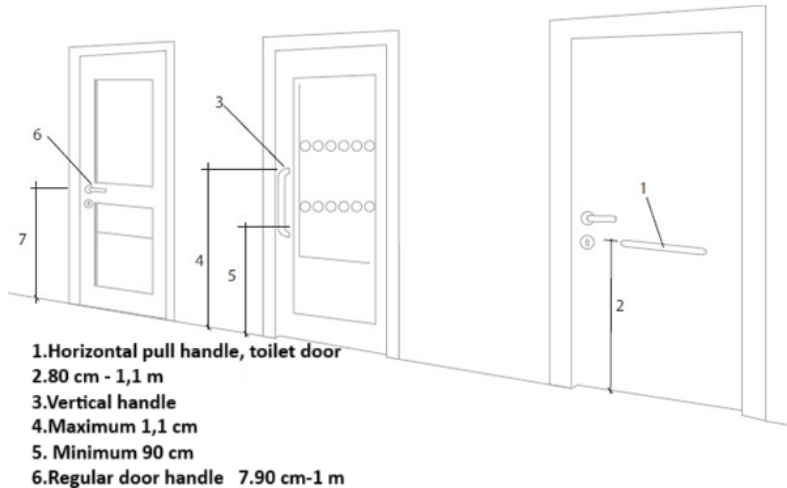 6
3
1
7
4
5
2
1.Horizontal pull handle, toilet door
2.80 cm - 1,1 m
3.Vertical handle
4.Maximum 1,1 cm
5. Minimum 90 cm
6.Regular door handle   7.90 cm-1 m